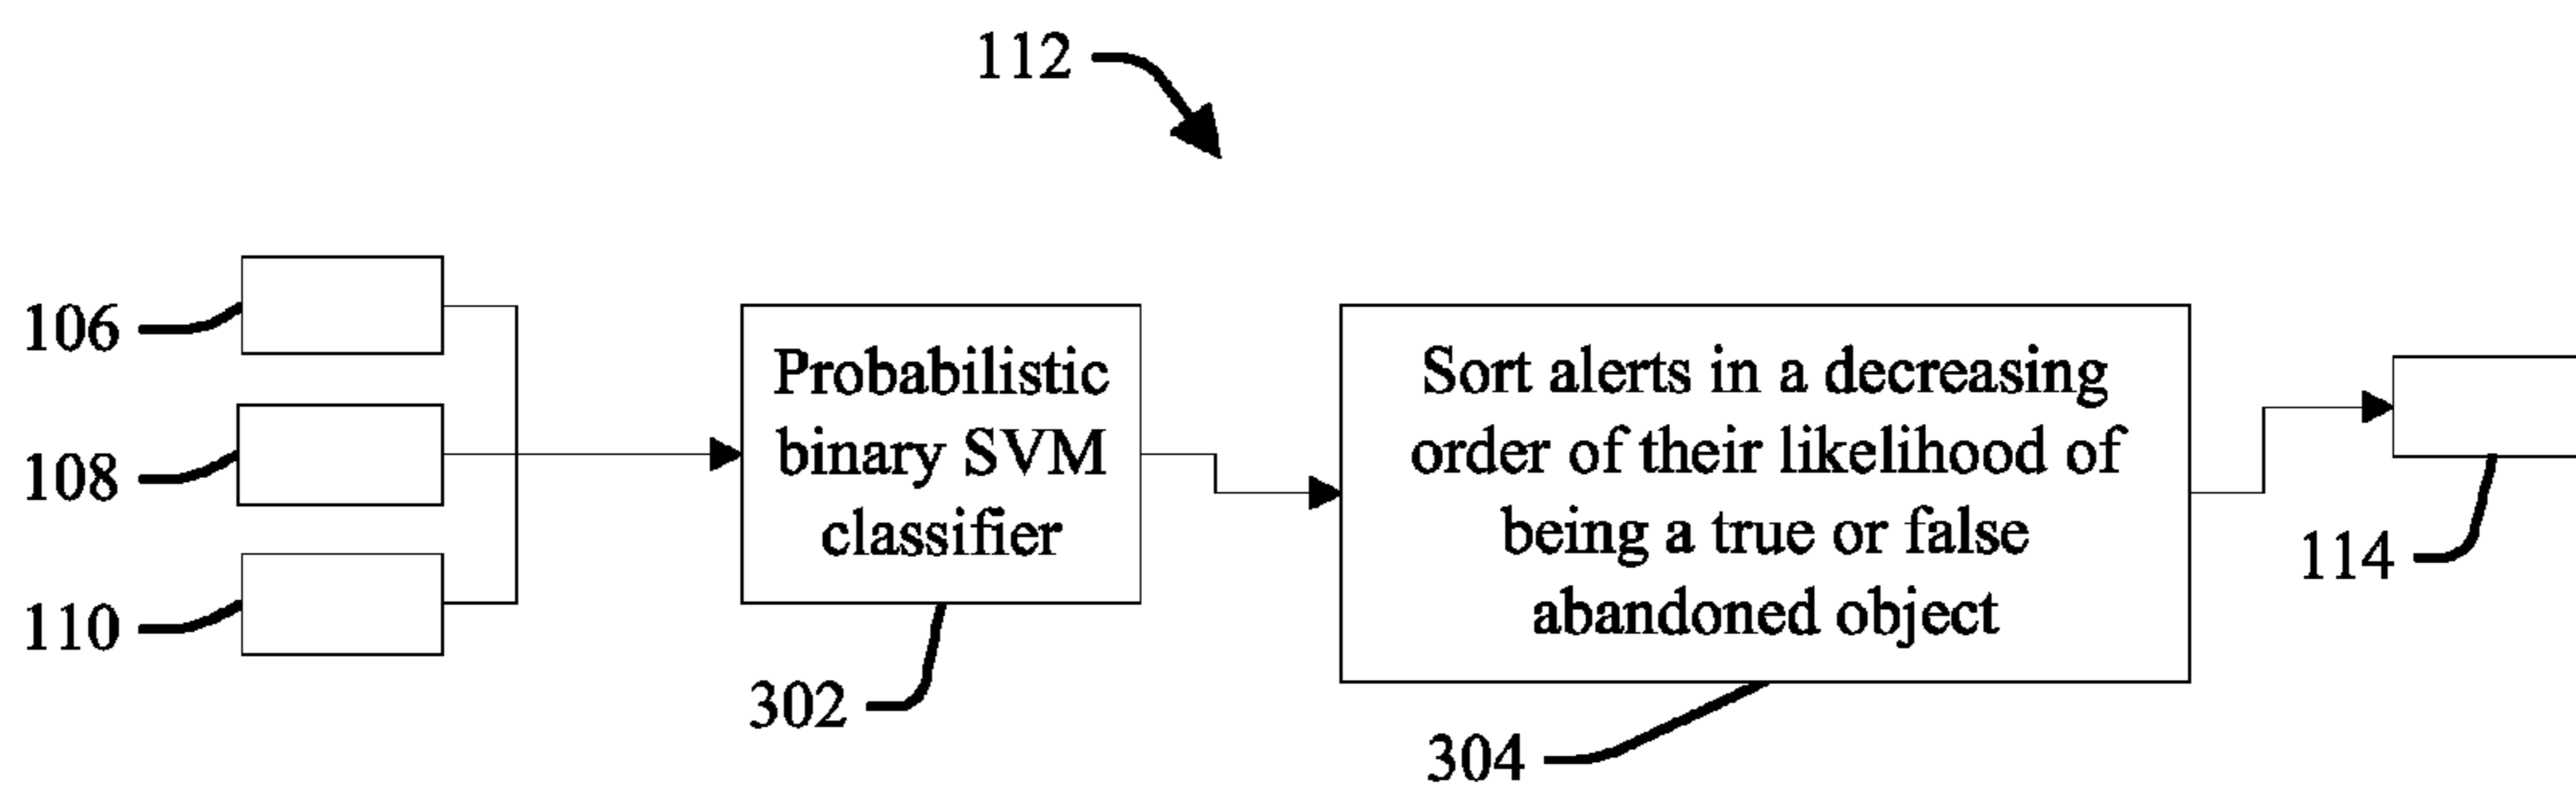 112
106
108
110
Probabilistic
binary SVM
classifier
302
Sort alerts in a decreasing
order of their likelihood of
being a true or false
abandoned object
304
114